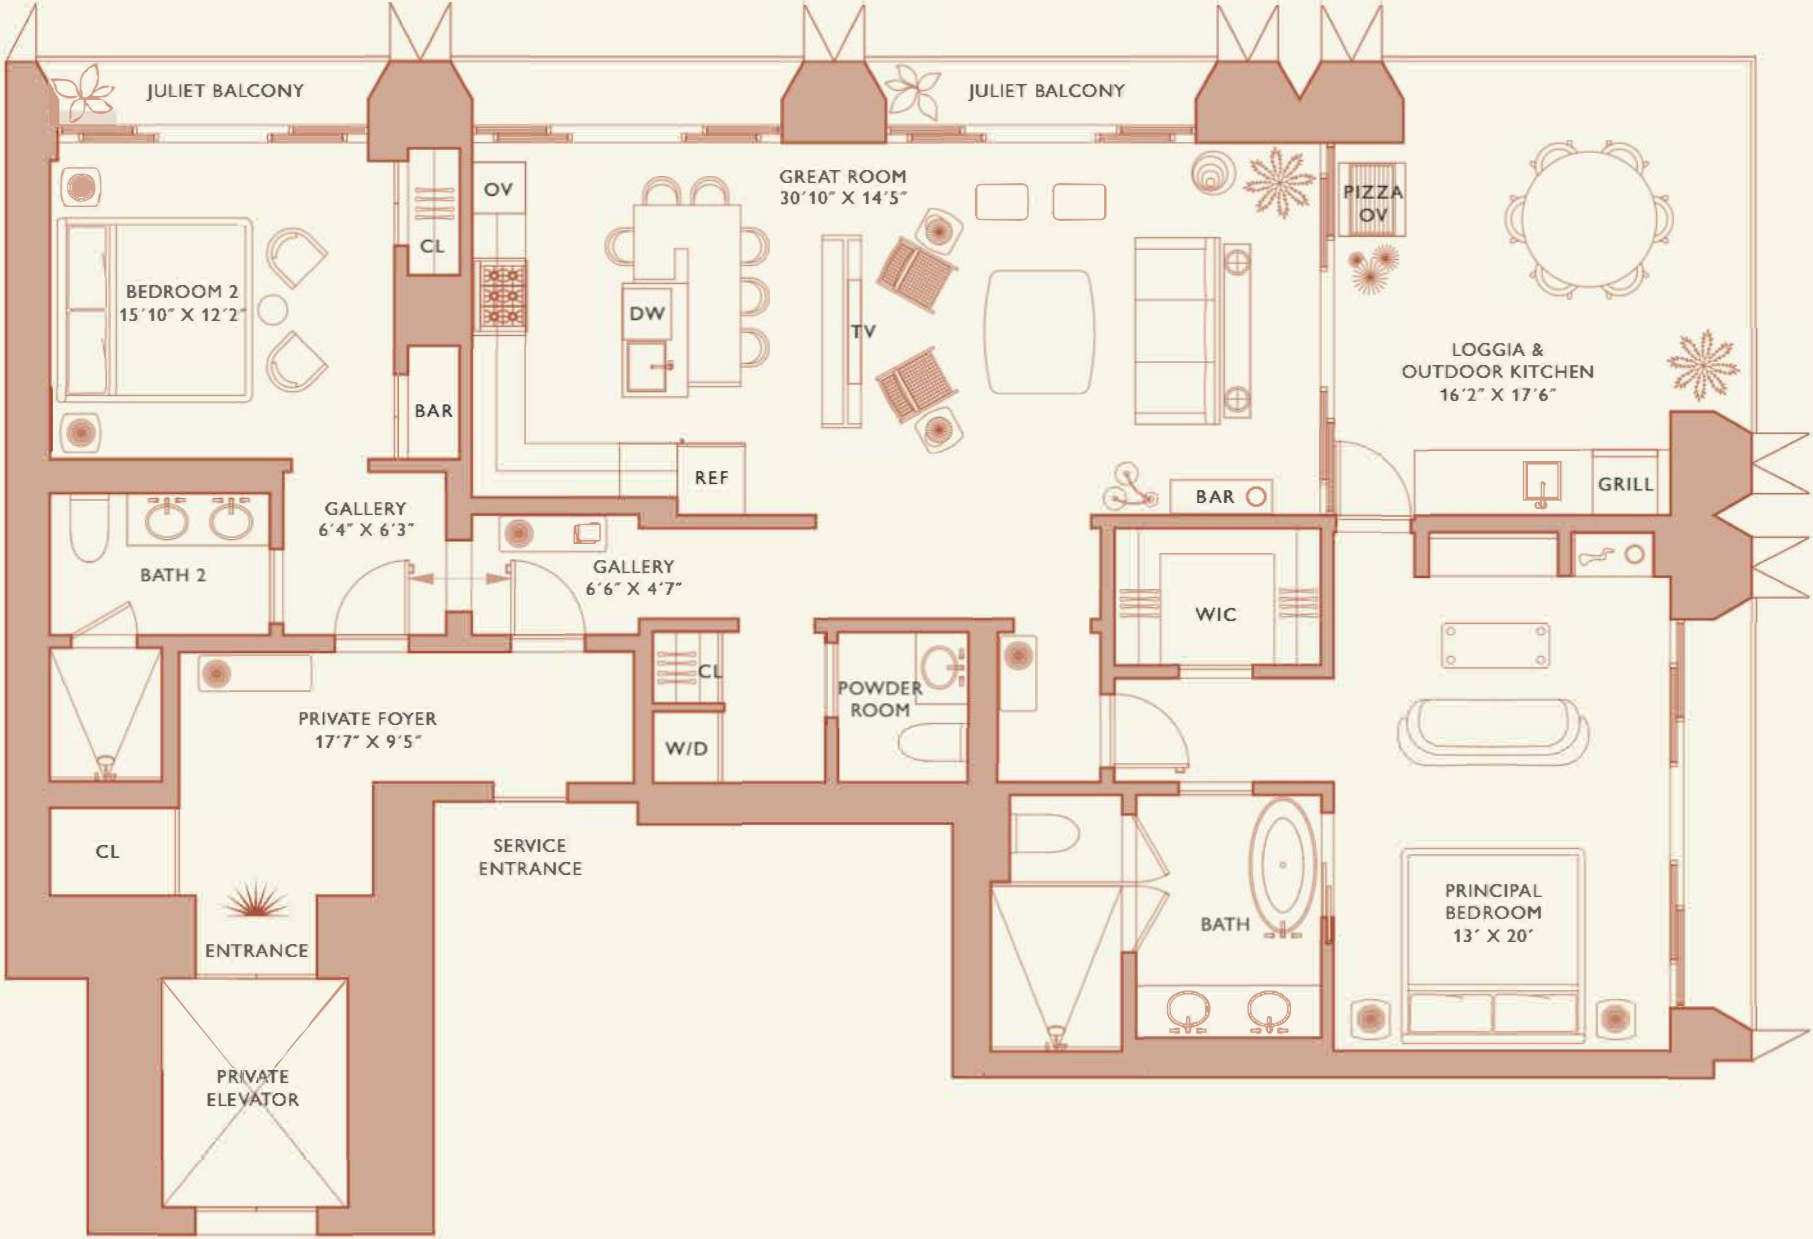 JULIET BALCONY
JULIET BALCONY
GREAT ROOM
30'10" X 14'5"
OV
CL
PIZZA
OV
BEDROOM 2
15'10" X 12'2"
DW
TV
LOGGIA &
OUTDOOR KITCHEN
16'2" X 17'6"
BAR
REF
BAR
GRILL
GALLERY
6'4" X 6'3"
BATH 2
GALLERY
6'6" X 4'7"
WIC
CL
POWDER
ROOM
PRIVATE FOYER
17'7" X 9'5"
W/D
CL
SERVICE
ENTRANCE
PRINCIPAL
BEDROOM
13' X 20'
BATH
ENTRANCE
PRIVATE
ELEVATOR